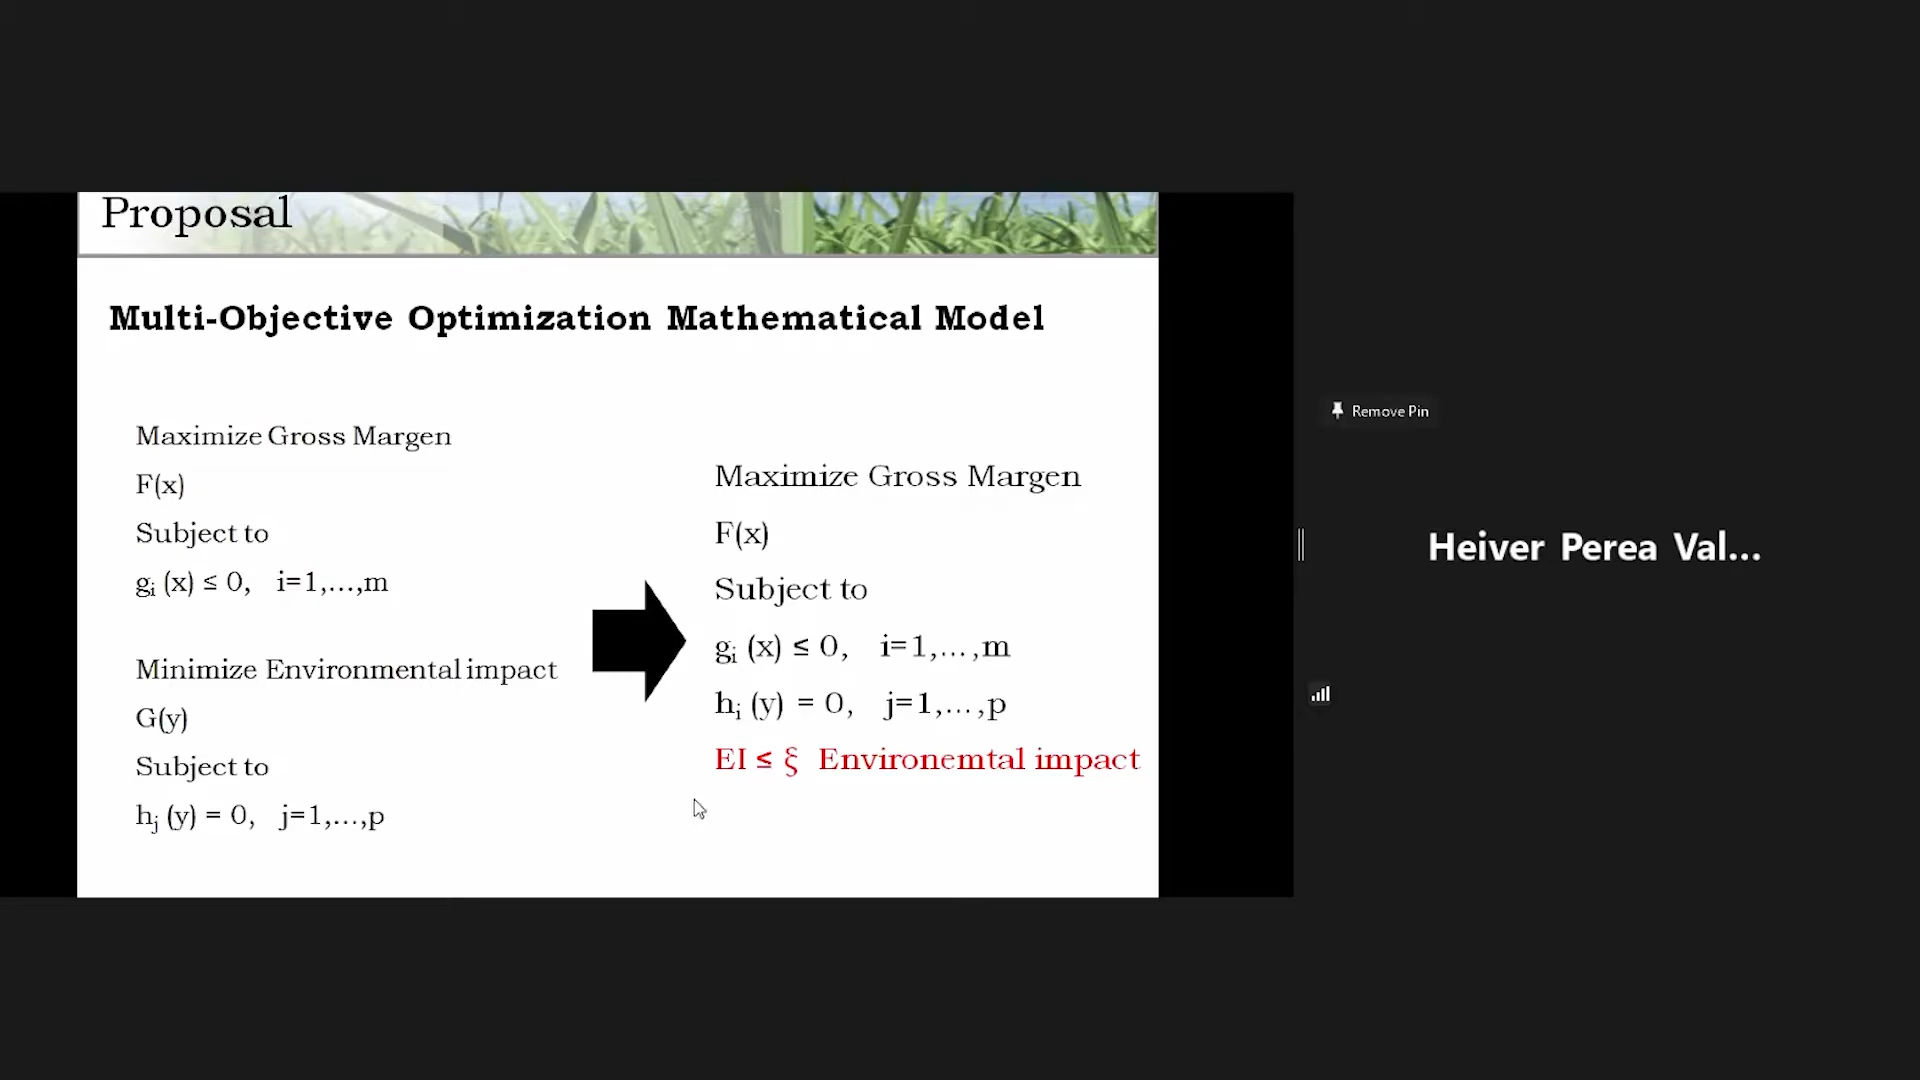 Proposal
Multi-Objective Optimization Mathematical Model
Maximize Gross Margen
F(x)
Subject to
gᵢ (x) ≤ 0, i=1,...,m
Minimize Environmental impact
G(y)
Subject to
hⱼ (y) = 0, j=1,...,p
Maximize Gross Margen
F(x)
Subject to
gᵢ (x) ≤ 0, i=1,...,m
hᵢ (y) = 0, j=1,...,p
EI ≤ ξ Environemtal impact
Remove Pin
Heiver Perea Val...